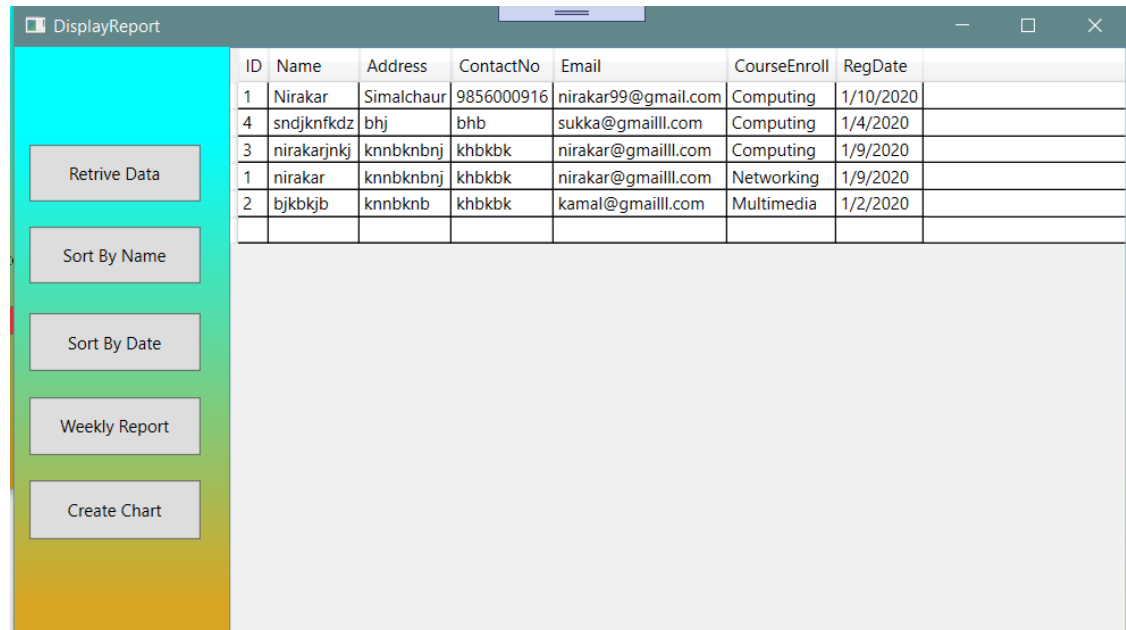 DisplayReport
ID Name Address ContactNo Email CourseEnroll RegDate
1 Nirakar Simalchaur 9856000916 nirakar99@gmail.com Computing 1/10/2020
4 sndjknfkdz bhj bhb sukka@gmailll.com Computing 1/4/2020
3 nirakarjnkj knnbknbnj khbkbk nirakar@gmailll.com Computing 1/9/2020
1 nirakar knnbknbnj khbkbk nirakar@gmailll.com Networking 1/9/2020
2 bjkbkjb knnbknb khbkbk kamal@gmailll.com Multimedia 1/2/2020
Retrive Data
Sort By Name
Sort By Date
Weekly Report
Create Chart